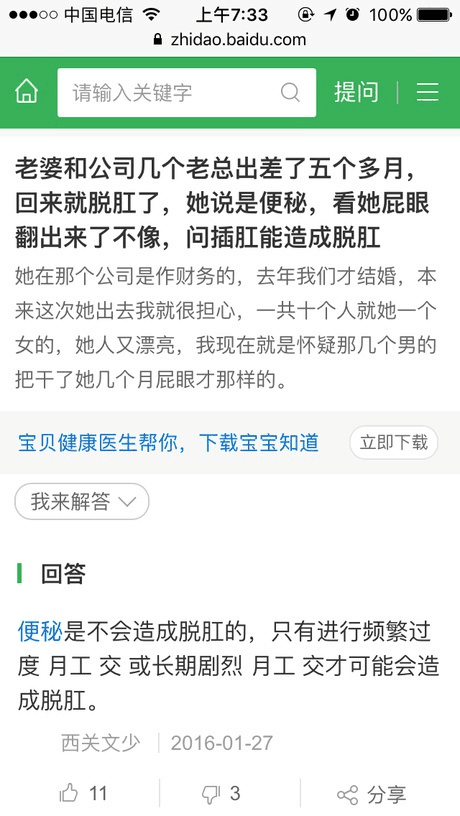 中国电信 上午7:33 100%
zhidao.baidu.com
请输入关键字 提问
老婆和公司几个老总出差了五个多月，
回来就脱肛了，她说是便秘，看她屁眼
翻出来了不像，问插肛能造成脱肛
她在那个公司是作财务的，去年我们才结婚，本
来这次她出去我就很担心，一共十个人就她一个
女的，她人又漂亮，我现在就是怀疑那几个男的
把干了她几个月屁眼才那样的。
宝贝健康医生帮你，下载宝宝知道 立即下载
我来解答
回答
便秘是不会造成脱肛的，只有进行频繁过
度 月工 交 或长期剧烈 月工 交才可能会造
成脱肛。
西关文少 2016-01-27
11 3 分享